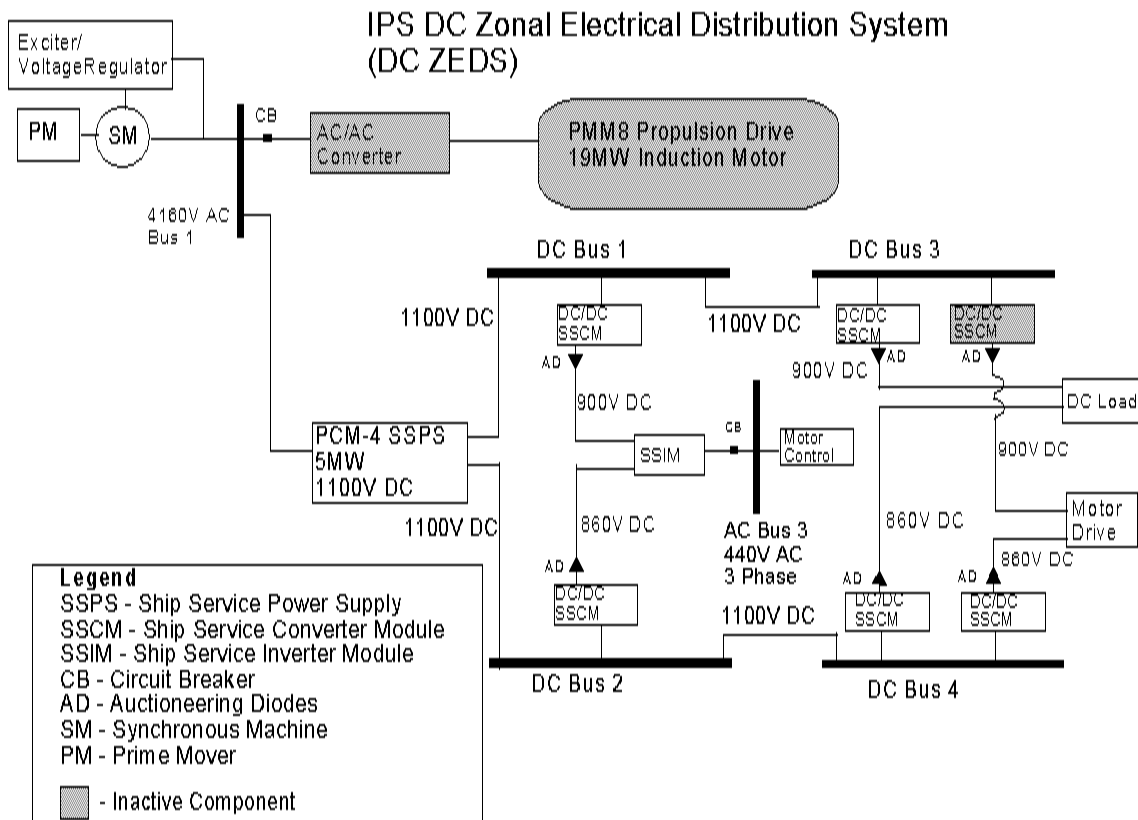 IPS DC Zonal Electrical Distribution System
(DC ZEDS)
Exciter/
VoltageRegulator
PM
SM
CB
AC/AC
Converter
PMM8 Propulsion Drive
19MW Induction Motor
4160V AC
Bus 1
DC Bus 1
DC Bus 3
1100V DC
DC/DC
SSCM
1100V DC
DC/DC
SSCM
DC/DC
SSCM
AD
AD
AD
900V DC
900V DC
DC Load
PCM-4 SSPS
5MW
1100V DC
SSIM
CB
Motor
Control
900V DC
1100V DC
860V DC
AC Bus 3
440V AC
3 Phase
860V DC
Motor
Drive
860V DC
AD
DC/DC
SSCM
AD
DC/DC
SSCM
AD
DC/DC
SSCM
1100V DC
DC Bus 2
DC Bus 4
Legend
SSPS - Ship Service Power Supply
SSCM - Ship Service Converter Module
SSIM - Ship Service Inverter Module
CB - Circuit Breaker
AD - Auctioneering Diodes
SM - Synchronous Machine
PM - Prime Mover
- Inactive Component